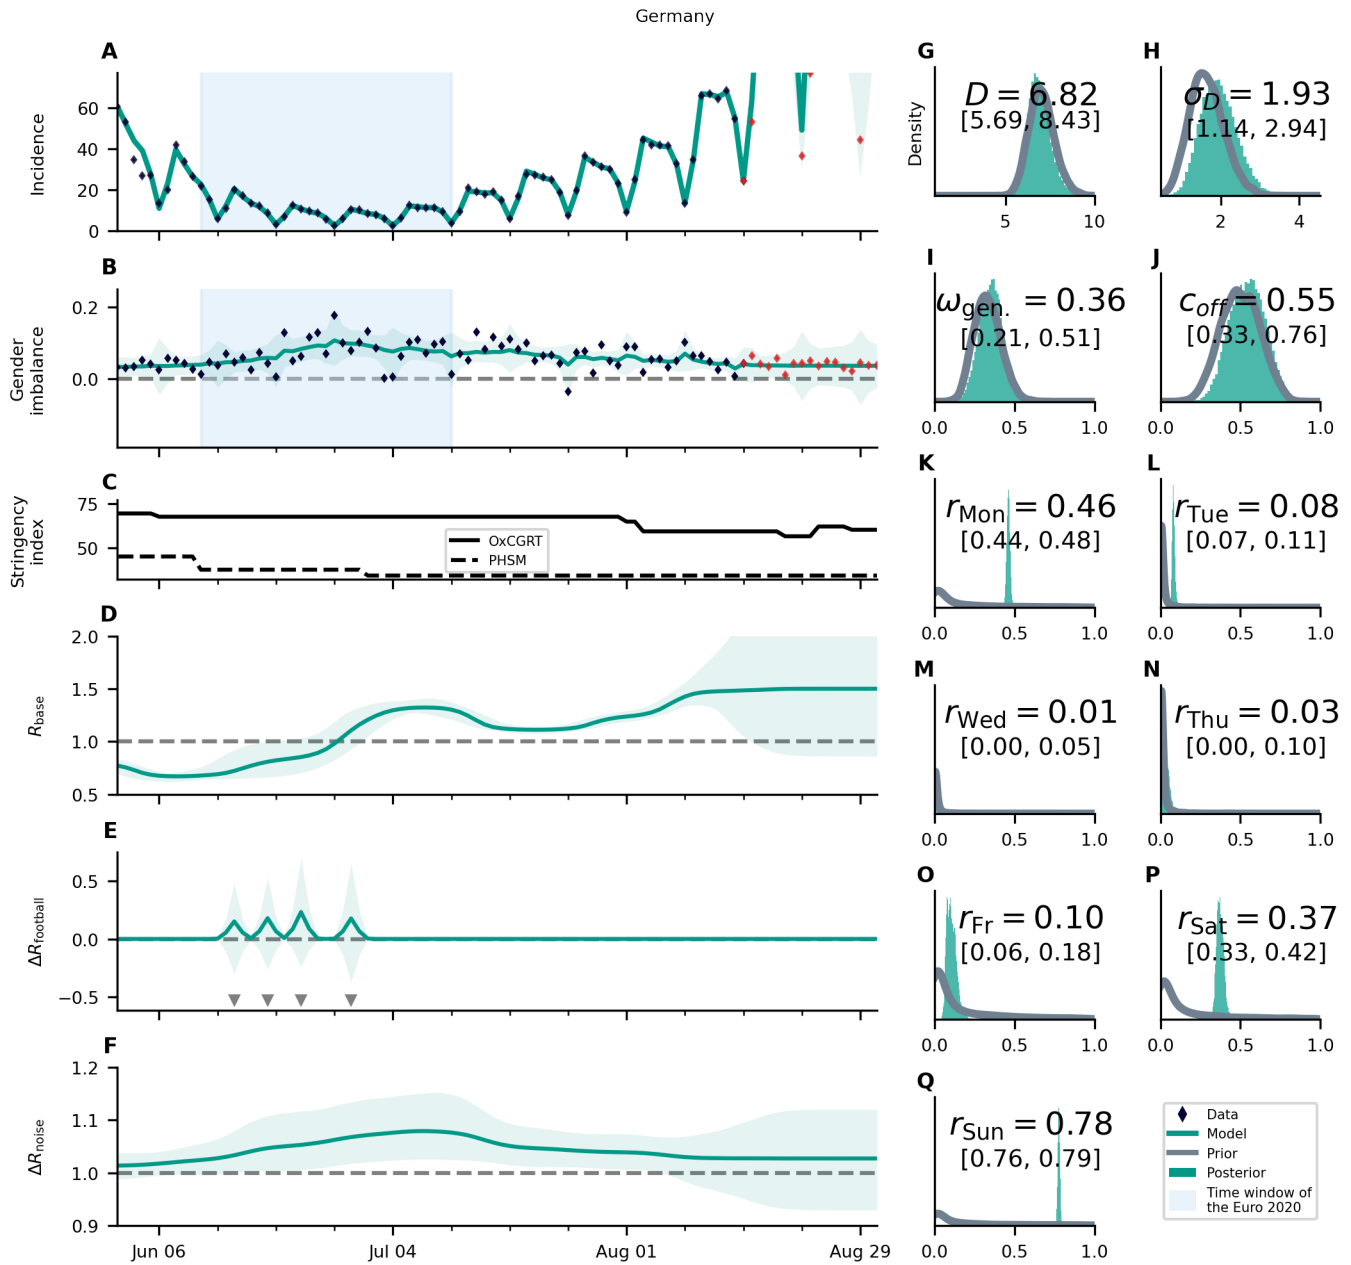 Germany
A
Incidence
60
40
20
0
B
Gender
imbalance
0.2
0.0
C
Stringency
index
75
50
OxCGRT
PHSM
D
R_base
2.0
1.5
1.0
0.5
E
ΔR_football
0.5
0.0
−0.5
F
ΔR_noise
1.2
1.1
1.0
0.9
Jun 06
Jul 04
Aug 01
Aug 29
G
Density
D = 6.82
[5.69, 8.43]
5
10
H
σ_D = 1.93
[1.14, 2.94]
2
4
I
ω_gen. = 0.36
[0.21, 0.51]
0.0
0.5
1.0
J
c_off = 0.55
[0.33, 0.76]
0.0
0.5
1.0
K
r_Mon = 0.46
[0.44, 0.48]
0.0
0.5
1.0
L
r_Tue = 0.08
[0.07, 0.11]
0.0
0.5
1.0
M
r_Wed = 0.01
[0.00, 0.05]
0.0
0.5
1.0
N
r_Thu = 0.03
[0.00, 0.10]
0.0
0.5
1.0
O
r_Fr = 0.10
[0.06, 0.18]
0.0
0.5
1.0
P
r_Sat = 0.37
[0.33, 0.42]
0.0
0.5
1.0
Q
r_Sun = 0.78
[0.76, 0.79]
0.0
0.5
1.0
Data
Model
Prior
Posterior
Time window of
the Euro 2020